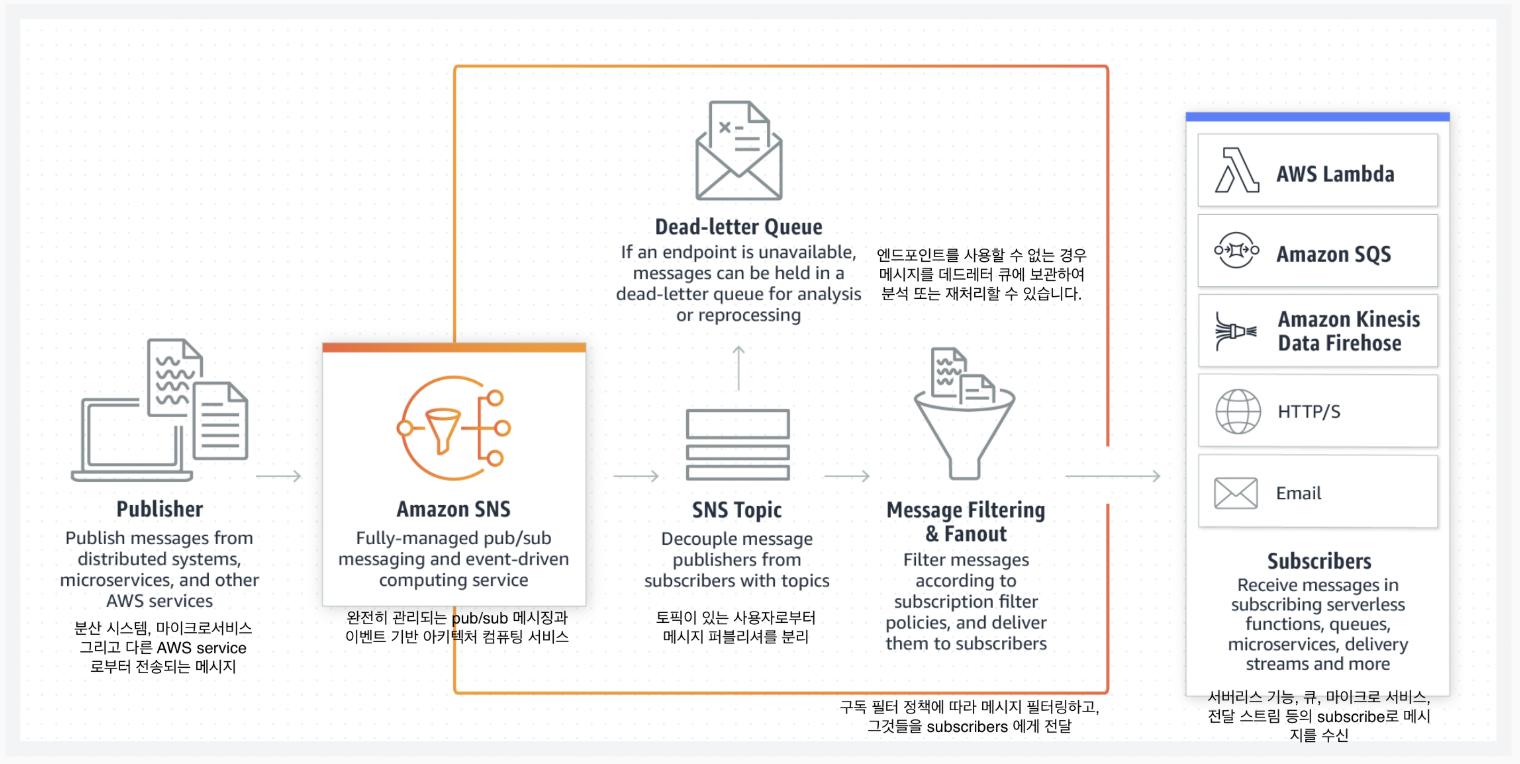 Dead-letter Queue
If an endpoint is unavailable,
messages can be held in a
dead-letter queue for analysis
or reprocessing
엔드포인트를 사용할 수 없는 경우
메시지를 데드레터 큐에 보관하여
분석 또는 재처리할 수 있습니다.
Publisher
Publish messages from
distributed systems,
microservices, and other
AWS services
분산 시스템, 마이크로서비스
그리고 다른 AWS service
로부터 전송되는 메시지
Amazon SNS
Fully-managed pub/sub
messaging and event-driven
computing service
완전히 관리되는 pub/sub 메시징과
이벤트 기반 아키텍처 컴퓨팅 서비스
SNS Topic
Decouple message
publishers from
subscribers with topics
토픽이 있는 사용자로부터
메시지 퍼블리셔를 분리
Message Filtering
& Fanout
Filter messages
according to
subscription filter
policies, and deliver
them to subscribers
구독 필터 정책에 따라 메시지 필터링하고,
그것들을 subscribers 에게 전달
AWS Lambda
Amazon SQS
Amazon Kinesis
Data Firehose
HTTP/S
Email
Subscribers
Receive messages in
subscribing serverless
functions, queues,
microservices, delivery
streams and more
서버리스 기능, 큐, 마이크로 서비스,
전달 스트림 등의 subscribe로 메시
지를 수신